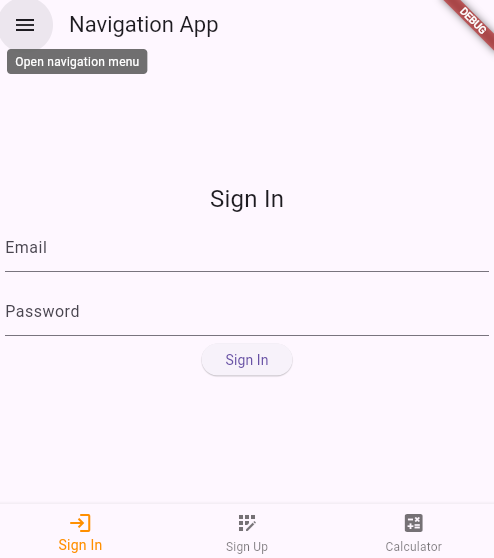 Navigation App
DEBUG
Open navigation menu
Sign In
Email
Password
Sign In
Sign In
Sign Up
Calculator